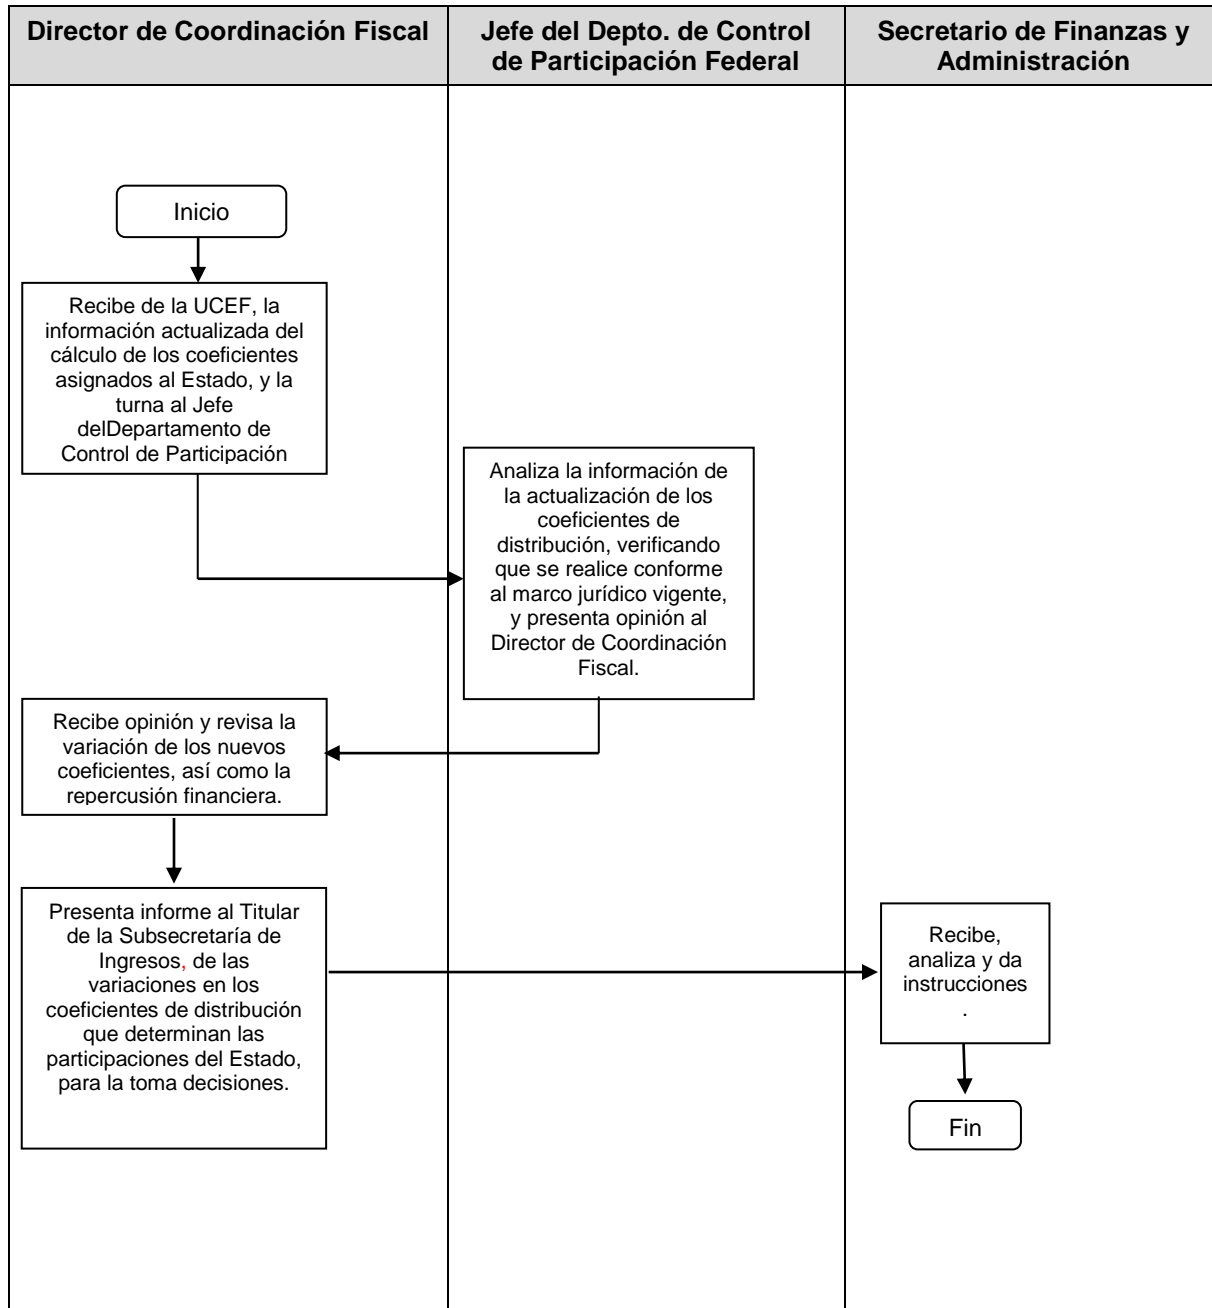 Director de Coordinación Fiscal
Jefe del Depto. de Control
de Participación Federal
Secretario de Finanzas y
Administración
Inicio
Recibe de la UCEF, la
información actualizada del
cálculo de los coeficientes
asignados al Estado, y la
turna al Jefe
delDepartamento de
Control de Participación
Analiza la información de
la actualización de los
coeficientes de
distribución, verificando
que se realice conforme
al marco jurídico vigente,
y presenta opinión al
Director de Coordinación
Fiscal.
Recibe opinión y revisa la
variación de los nuevos
coeficientes, así como la
repercusión financiera.
Presenta informe al Titular
de la Subsecretaría de
Ingresos, de las
variaciones en los
coeficientes de distribución
que determinan las
participaciones del Estado,
para la toma decisiones.
Recibe,
analiza y da
instrucciones
.
Fin